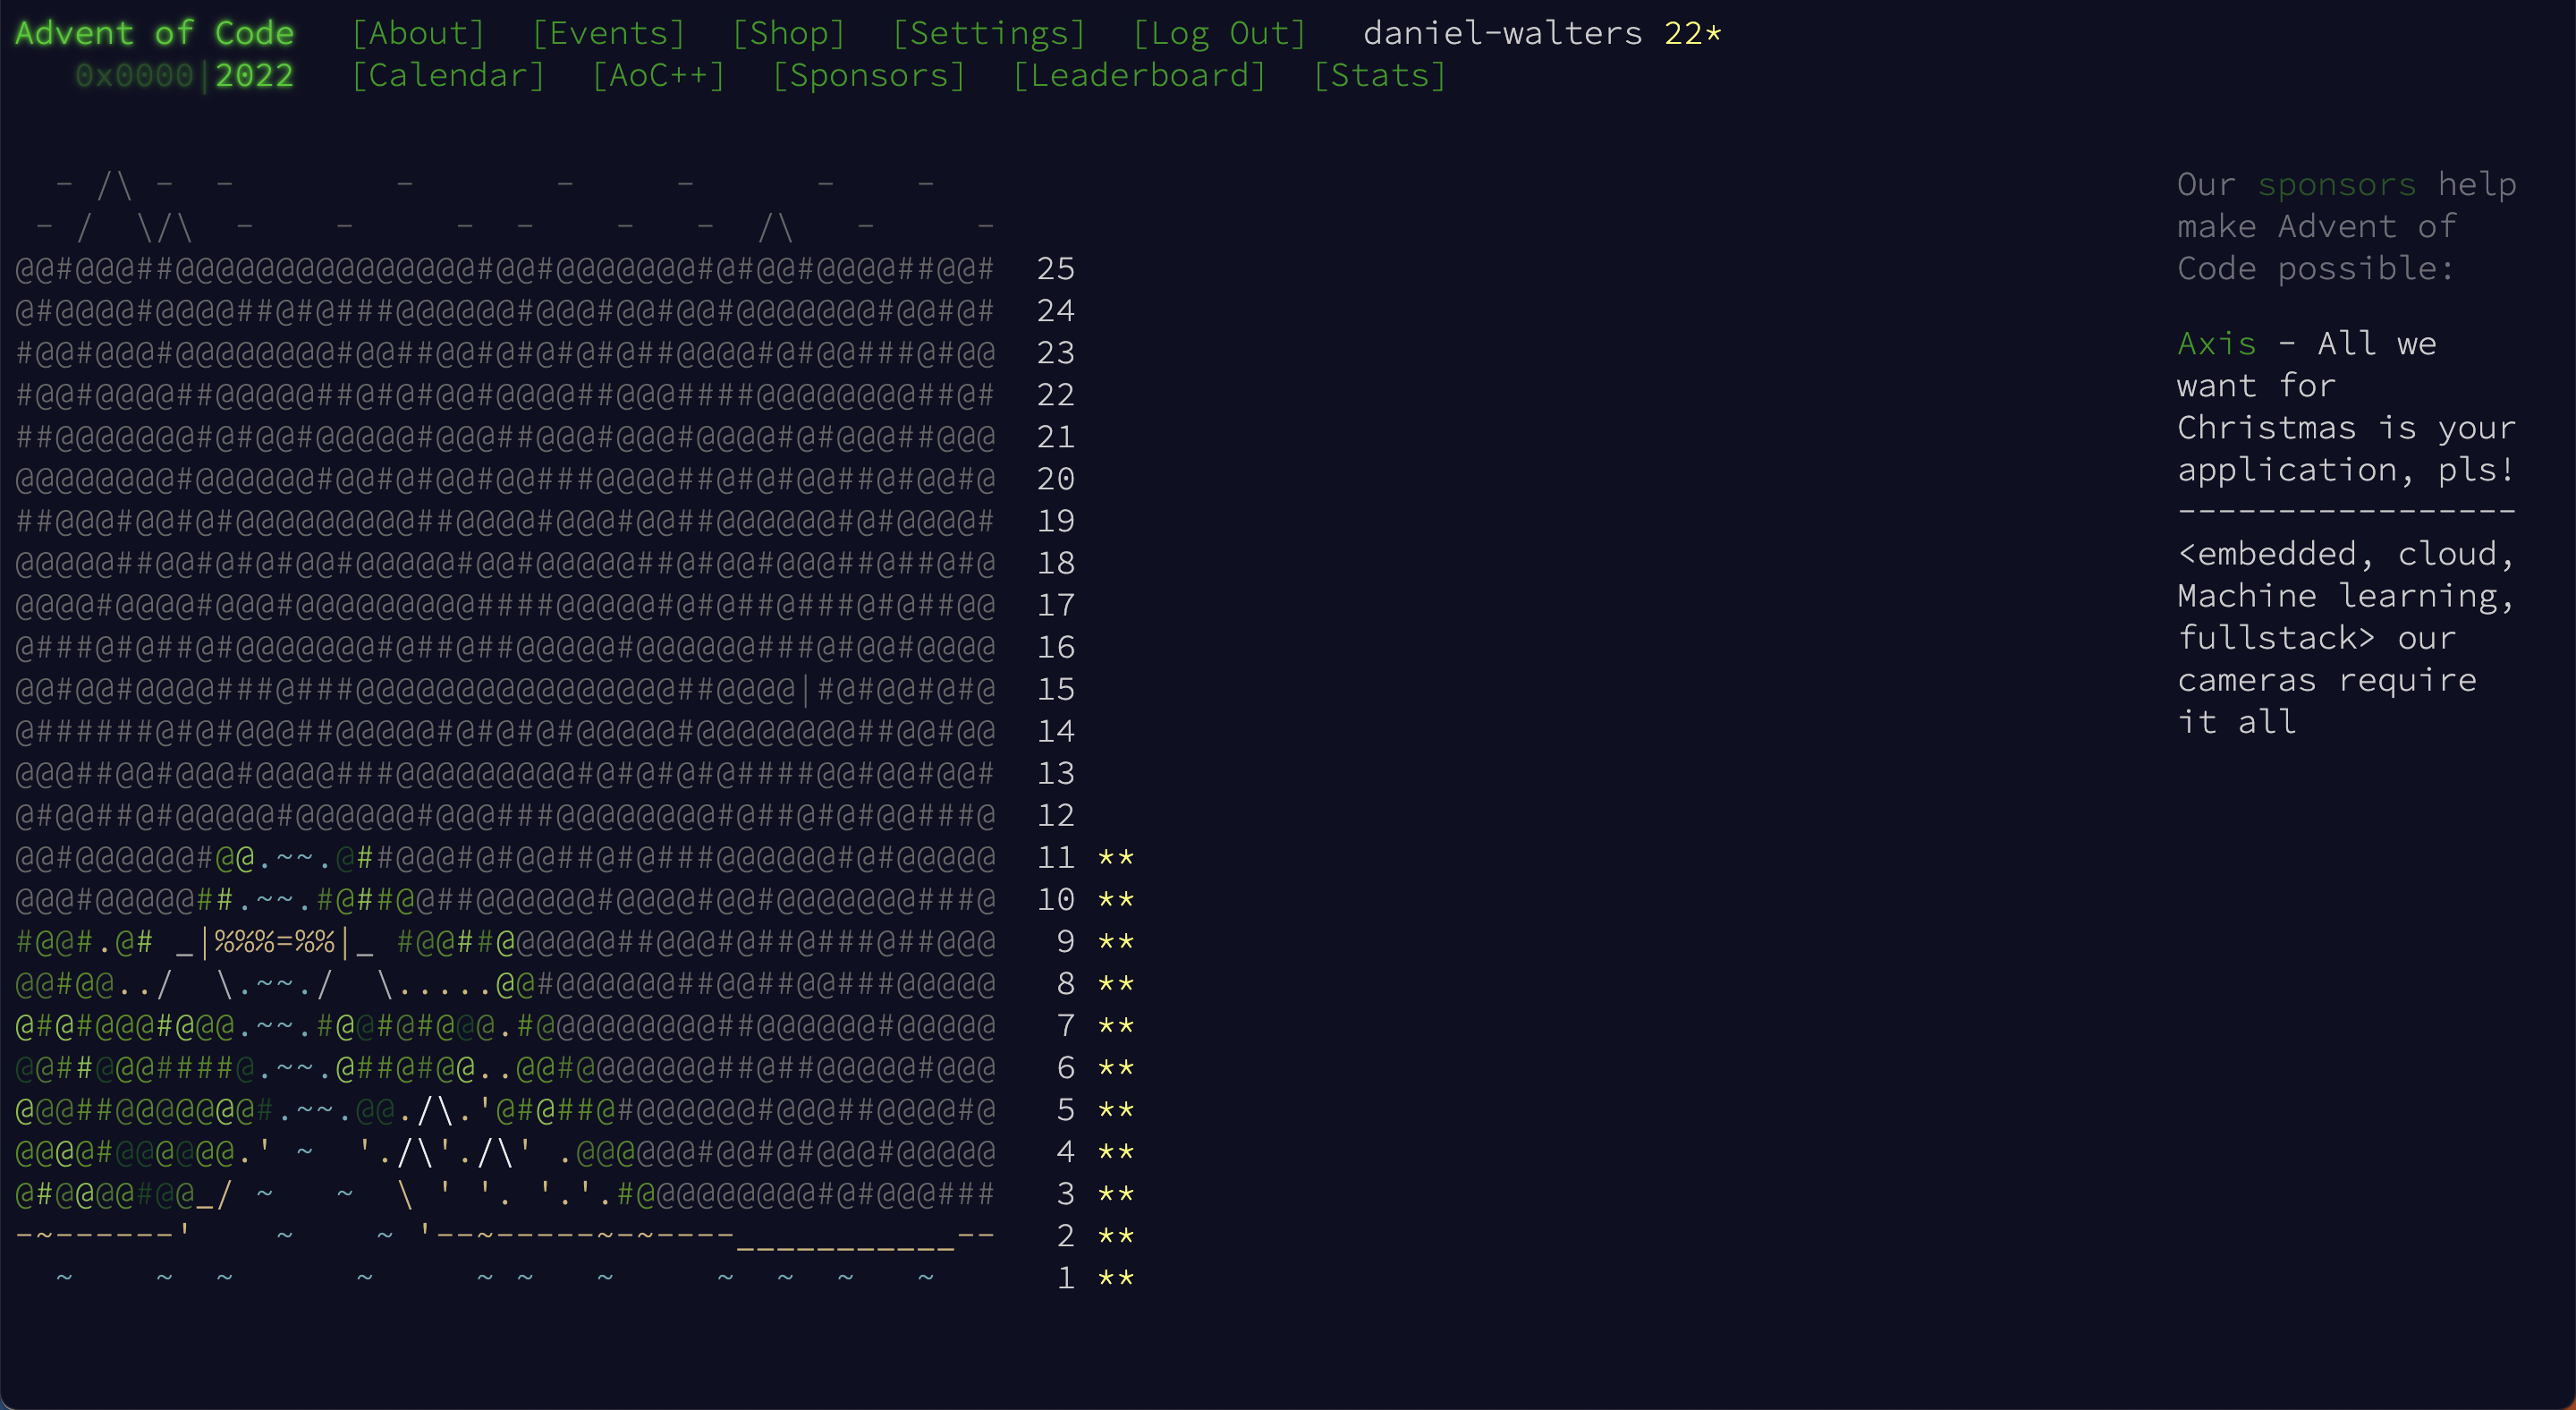 Advent of Code [About] [Events] [Shop] [Settings] [Log Out] daniel-walters 22*
0x0000|2022 [Calendar] [AoC++] [Sponsors] [Leaderboard] [Stats]
25
24
23
22
21
20
19
18
17
16
15
14
13
12
11 **
10 **
9 **
8 **
7 **
6 **
5 **
4 **
3 **
2 **
1 **
Our sponsors help
make Advent of
Code possible:
Axis - All we
want for
Christmas is your
application, pls!
-----------------
<embedded, cloud,
Machine learning,
fullstack> our
cameras require
it all